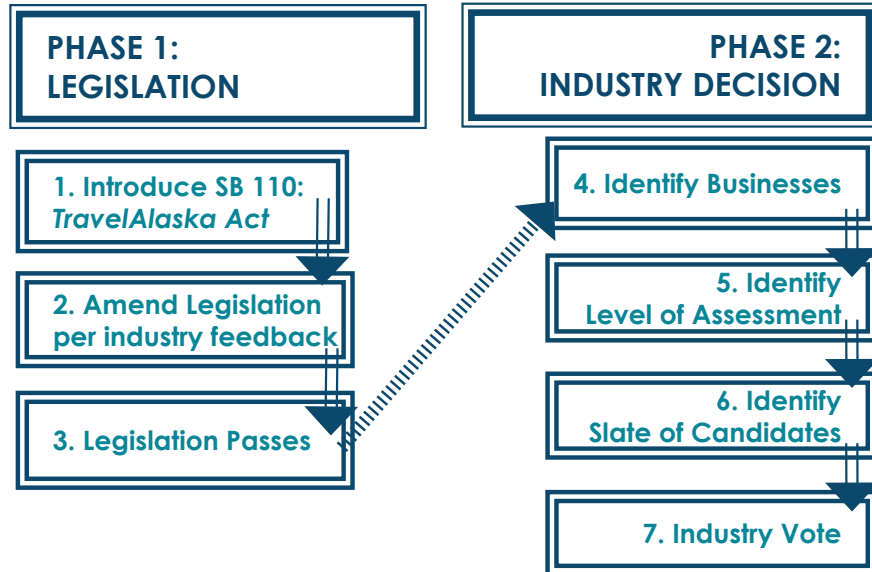 PHASE 1:
LEGISLATION
1. Introduce SB 110:
TravelAlaska Act
2. Amend Legislation
per industry feedback
3. Legislation Passes
PHASE 2:
INDUSTRY DECISION
4. Identify Businesses
5. Identify
Level of Assessment
6. Identify
Slate of Candidates
7. Industry Vote